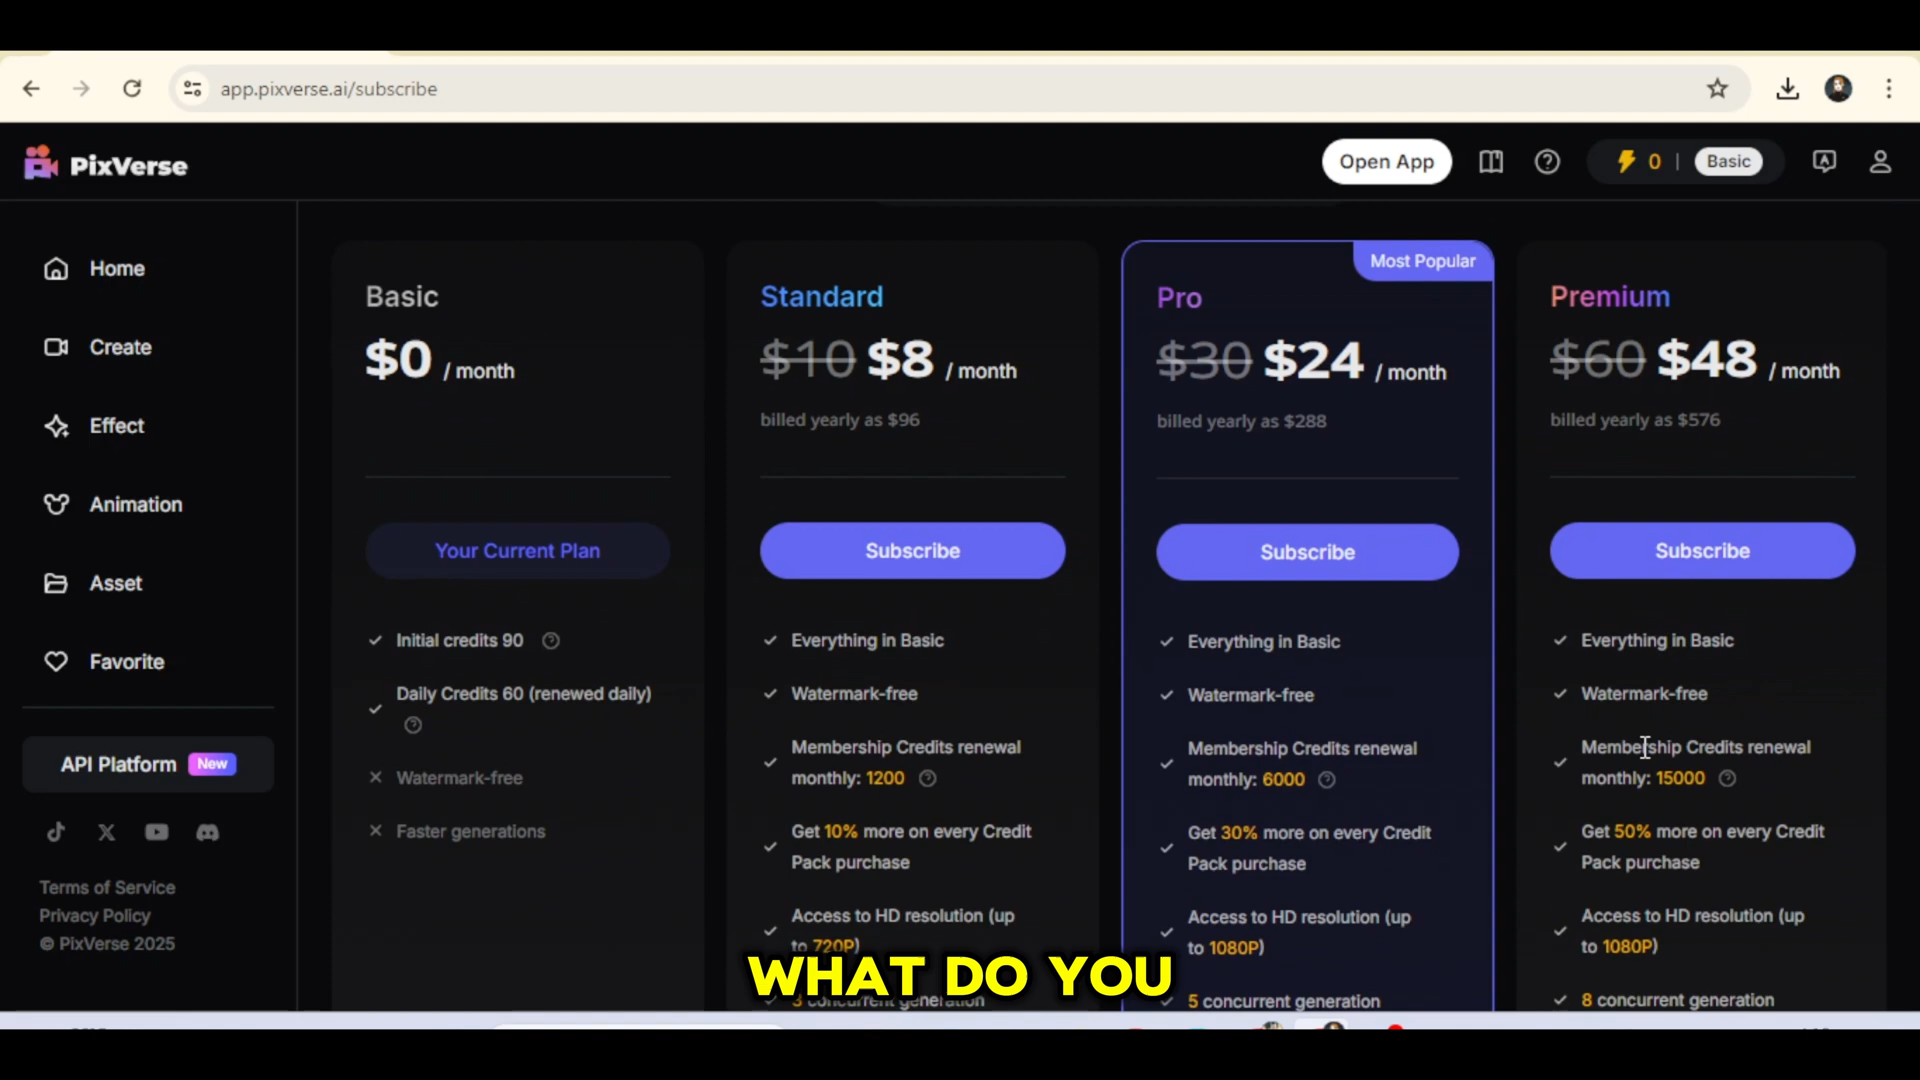 app.pixverse.ai/subscribe
PixVerse
Open App
0 | Basic
Home
Create
Effect
Animation
Asset
Favorite
API Platform New
Terms of Service
Privacy Policy
© PixVerse 2025
Basic
$0 / month
Your Current Plan
Initial credits 90
Daily Credits 60 (renewed daily)
Watermark-free
Faster generations
Standard
$10 $8 / month
billed yearly as $96
Subscribe
Everything in Basic
Watermark-free
Membership Credits renewal
monthly: 1200
Get 10% more on every Credit
Pack purchase
Access to HD resolution (up
to 720P)
3 concurrent generation
Most Popular
Pro
$30 $24 / month
billed yearly as $288
Subscribe
Everything in Basic
Watermark-free
Membership Credits renewal
monthly: 6000
Get 30% more on every Credit
Pack purchase
Access to HD resolution (up
to 1080P)
5 concurrent generation
Premium
$60 $48 / month
billed yearly as $576
Subscribe
Everything in Basic
Watermark-free
Membership Credits renewal
monthly: 15000
Get 50% more on every Credit
Pack purchase
Access to HD resolution (up
to 1080P)
8 concurrent generation
WHAT DO YOU